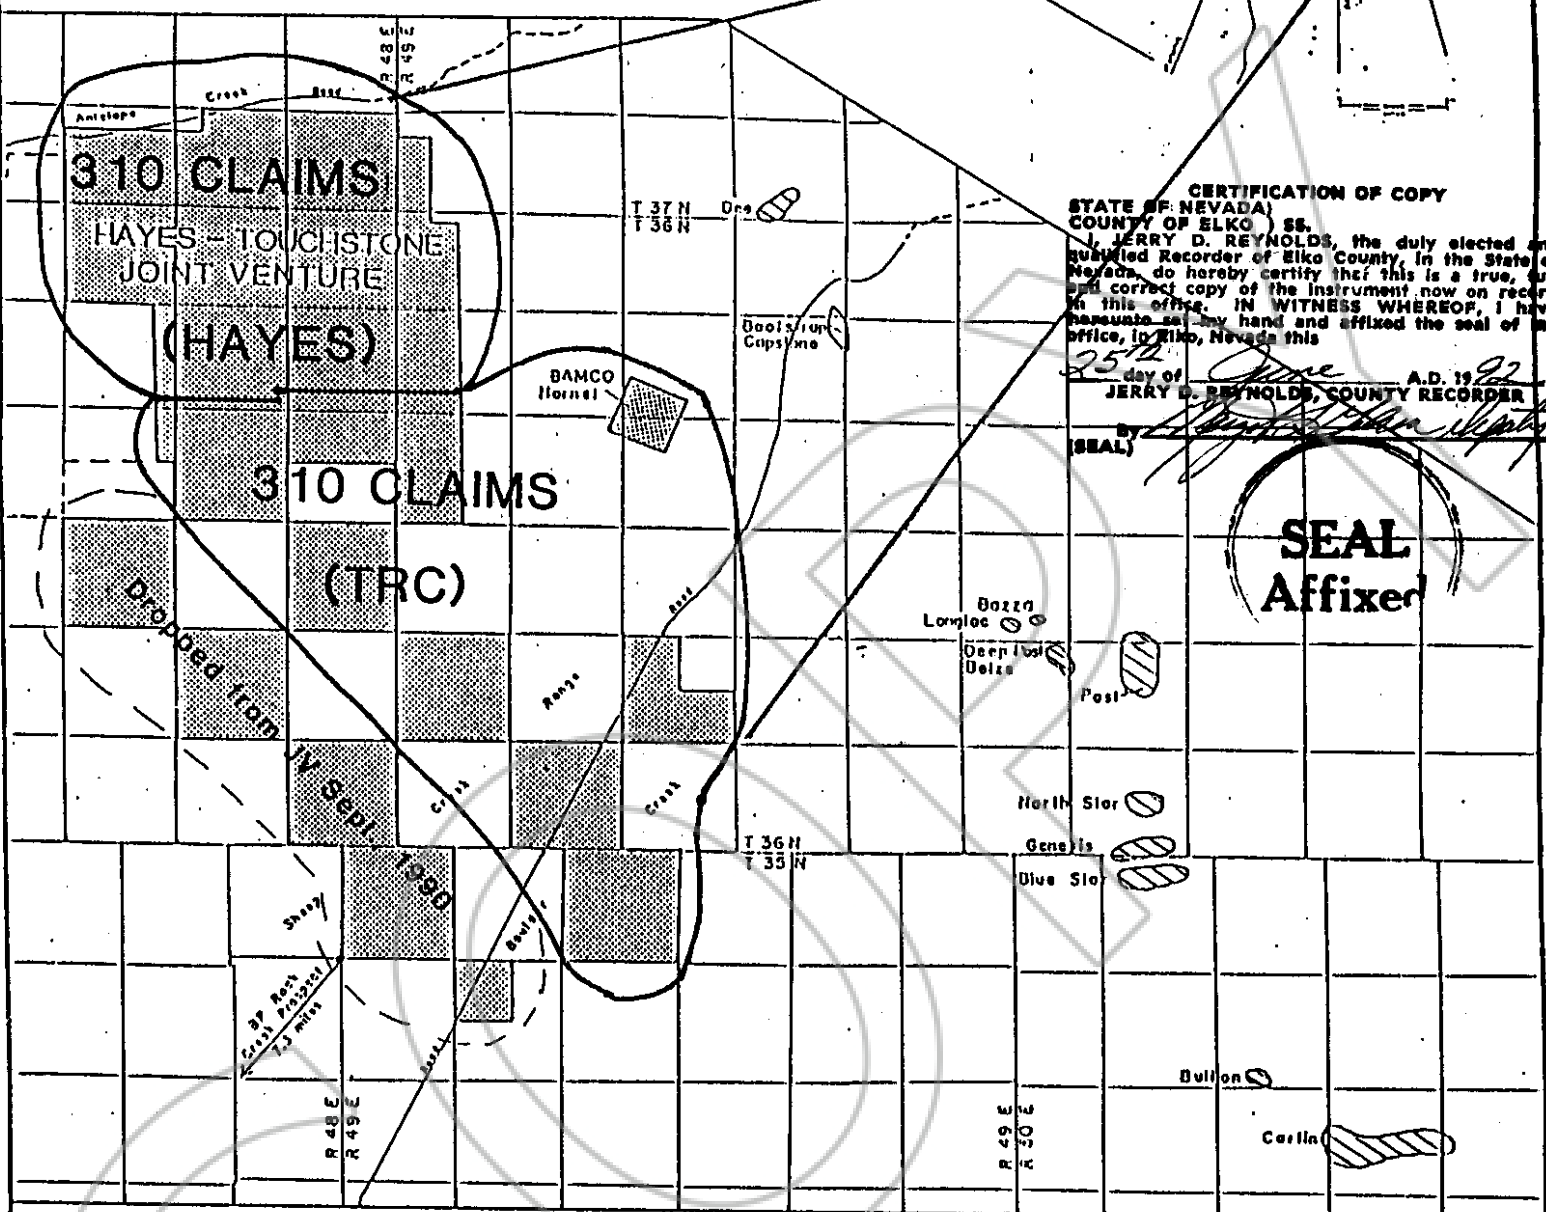 R 48 E
R 49 E
Antelope Creek Road
310 CLAIMS
HAYES - TOUCHSTONE
JOINT VENTURE
(HAYES)
T 37 N
T 36 N
Dee
Bootstrap
Capstone
BAMCO
Hornet
CERTIFICATION OF COPY
STATE OF NEVADA)
COUNTY OF ELKO ) SS.
I, JERRY D. REYNOLDS, the duly elected
qualified Recorder of Elko County, in the State
Nevada, do hereby certify that this is a true,
and correct copy of the instrument now on
in this office. IN WITNESS WHEREOF, I
hereunto set my hand and affixed the seal of
office, in Elko, Nevada this
25th day of June A.D. 1992
JERRY D. REYNOLDS, COUNTY RECORDER
By
(SEAL)
SEAL
Affixed
310 CLAIMS
(TRC)
Dropped from JV Sept. 1990
Road
Bazza
Longlac
Deep Post
Betze
Post
Range
Creek
Creek
North Star
Genesis
Blue Star
T 36 N
T 35 N
Sheep
Boulder
BP Rock
Creek Prospect
7.5 miles
Road
R 48 E
R 49 E
R 49 E
R 50 E
Bullion
Carlin
COPY